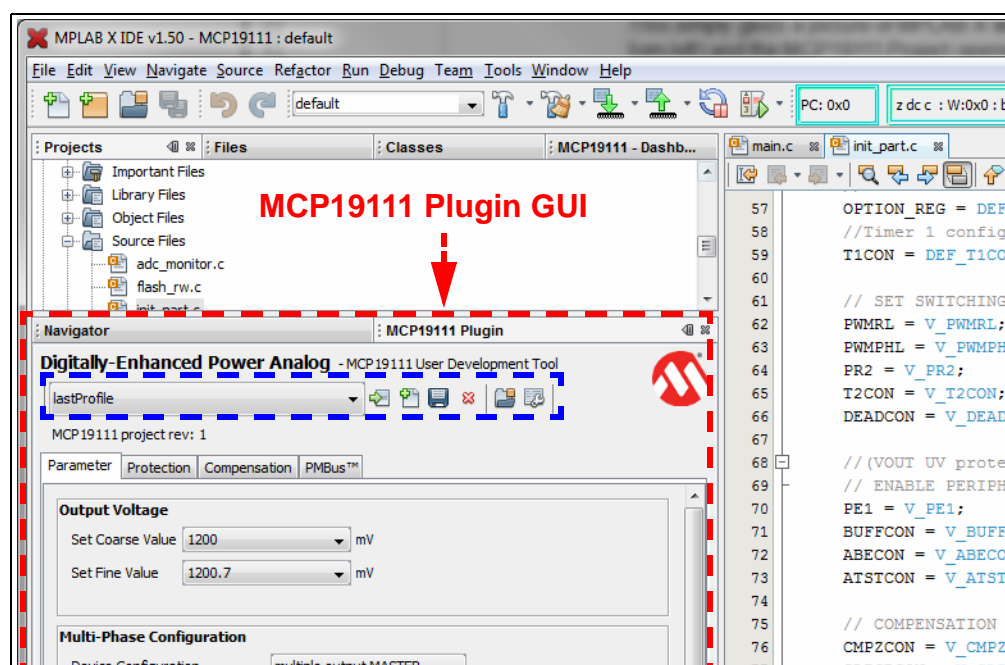 MPLAB X IDE v1.50 - MCP19111 : default
File Edit View Navigate Source Refactor Run Debug Team Tools Window Help
default
PC: 0x0
z dc c : W:0x0 : b
Projects
Files
Classes
MCP19111 - Dashb...
main.c
init_part.c
Important Files
Library Files
Object Files
Source Files
adc_monitor.c
flash_rw.c
init_part.c
MCP19111 Plugin GUI
Navigator
MCP19111 Plugin
Digitally-Enhanced Power Analog - MCP19111 User Development Tool
lastProfile
MCP19111 project rev: 1
Parameter
Protection
Compensation
PMBus™
Output Voltage
Set Coarse Value 1200 mV
Set Fine Value 1200.7 mV
Multi-Phase Configuration
Device Configuration multiple output MASTER
57 OPTION_REG = DEF
58 //Timer 1 config
59 T1CON = DEF_T1CO
60
61 // SET SWITCHING
62 PWMRL = V_PWMRL;
63 PWMPHL = V_PWMPH
64 PR2 = V_PR2;
65 T2CON = V_T2CON;
66 DEADCON = V_DEAD
67
68 //(VOUT UV prote
69 // ENABLE PERIPH
70 PE1 = V_PE1;
71 BUFFCON = V_BUFF
72 ABECON = V_ABECO
73 ATSTCON = V_ATST
74
75 // COMPENSATION
76 CMPZCON = V_CMPZ